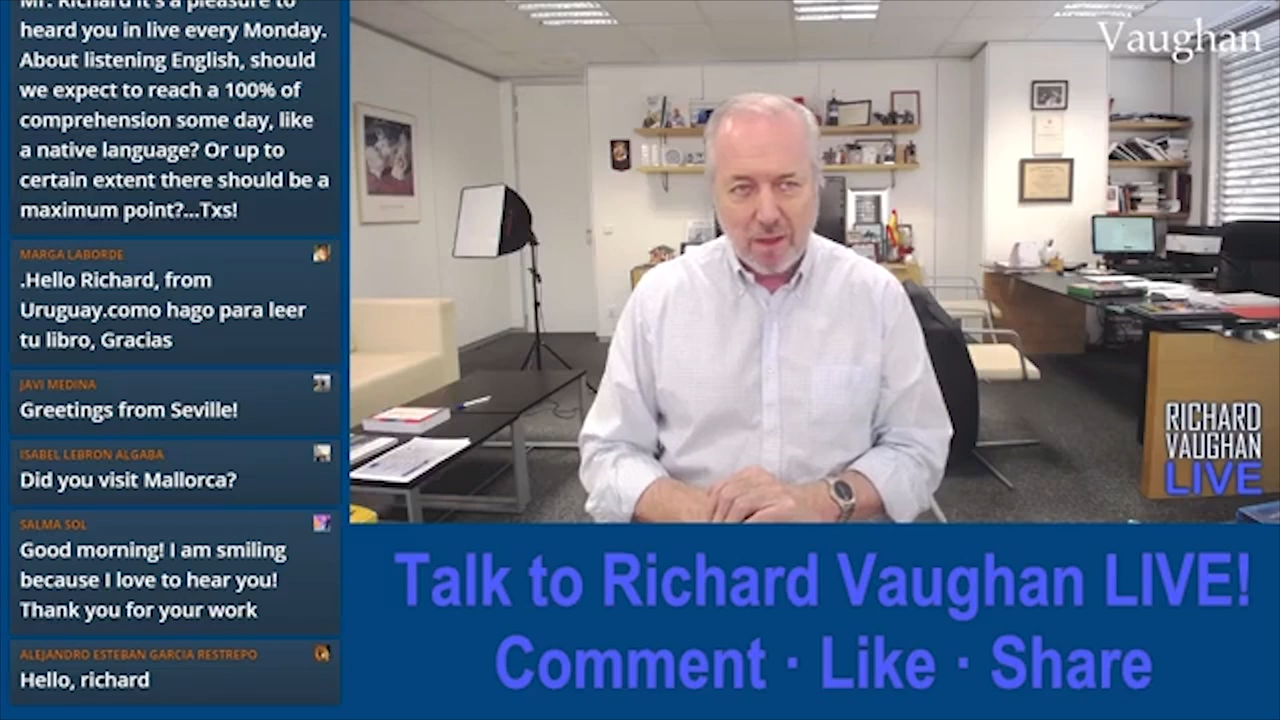 Mr. Richard it's a pleasure to
heard you in live every Monday.
About listening English, should
we expect to reach a 100% of
comprehension some day, like
a native language? Or up to
certain extent there should be a
maximum point?...Txs!
MARGA LABORDE
.Hello Richard, from
Uruguay.como hago para leer
tu libro, Gracias
JAVI MEDINA
Greetings from Seville!
ISABEL LEBRON ALGABA
Did you visit Mallorca?
SALMA SOL
Good morning! I am smiling
because I love to hear you!
Thank you for your work
ALEJANDRO ESTEBAN GARCIA RESTREPO
Hello, richard
Vaughan
RICHARD
VAUGHAN
LIVE
Talk to Richard Vaughan LIVE!
Comment · Like · Share